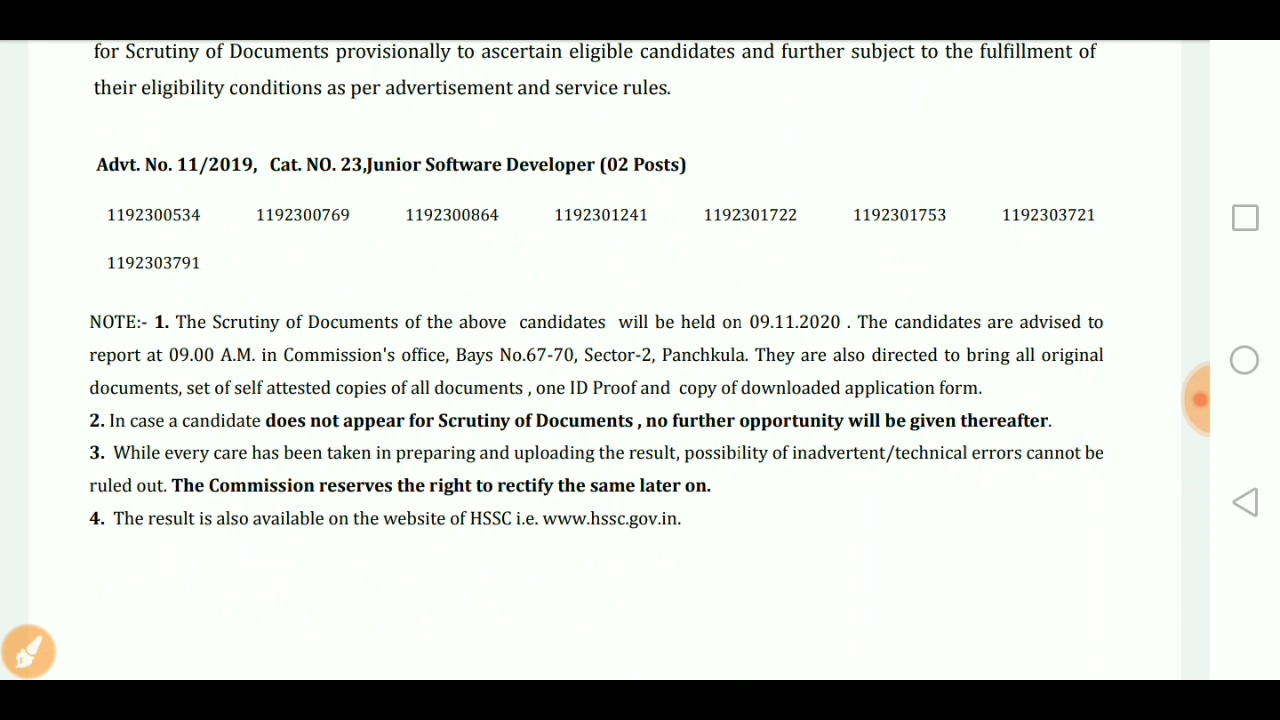 for Scrutiny of Documents provisionally to ascertain eligible candidates and further subject to the fulfillment of
their eligibility conditions as per advertisement and service rules.
Advt. No. 11/2019, Cat. NO. 23,Junior Software Developer (02 Posts)
1192300534 1192300769 1192300864 1192301241 1192301722 1192301753 1192303721
1192303791
NOTE:- 1. The Scrutiny of Documents of the above candidates will be held on 09.11.2020 . The candidates are advised to
report at 09.00 A.M. in Commission's office, Bays No.67-70, Sector-2, Panchkula. They are also directed to bring all original
documents, set of self attested copies of all documents , one ID Proof and copy of downloaded application form.
2. In case a candidate does not appear for Scrutiny of Documents , no further opportunity will be given thereafter.
3. While every care has been taken in preparing and uploading the result, possibility of inadvertent/technical errors cannot be
ruled out. The Commission reserves the right to rectify the same later on.
4. The result is also available on the website of HSSC i.e. www.hssc.gov.in.